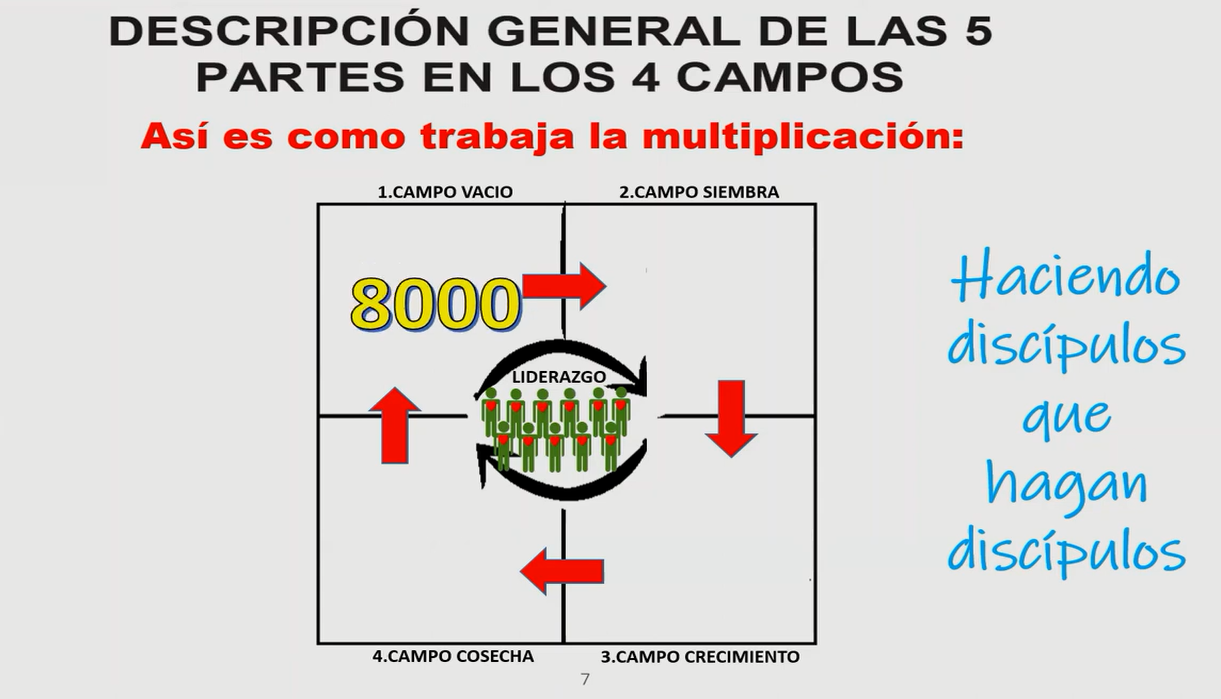 DESCRIPCIÓN GENERAL DE LAS 5
PARTES EN LOS 4 CAMPOS
Así es como trabaja la multiplicación:
1.CAMPO VACIO
2.CAMPO SIEMBRA
8000
LIDERAZGO
Haciendo
discípulos
que
hagan
discípulos
4.CAMPO COSECHA
3.CAMPO CRECIMIENTO
7